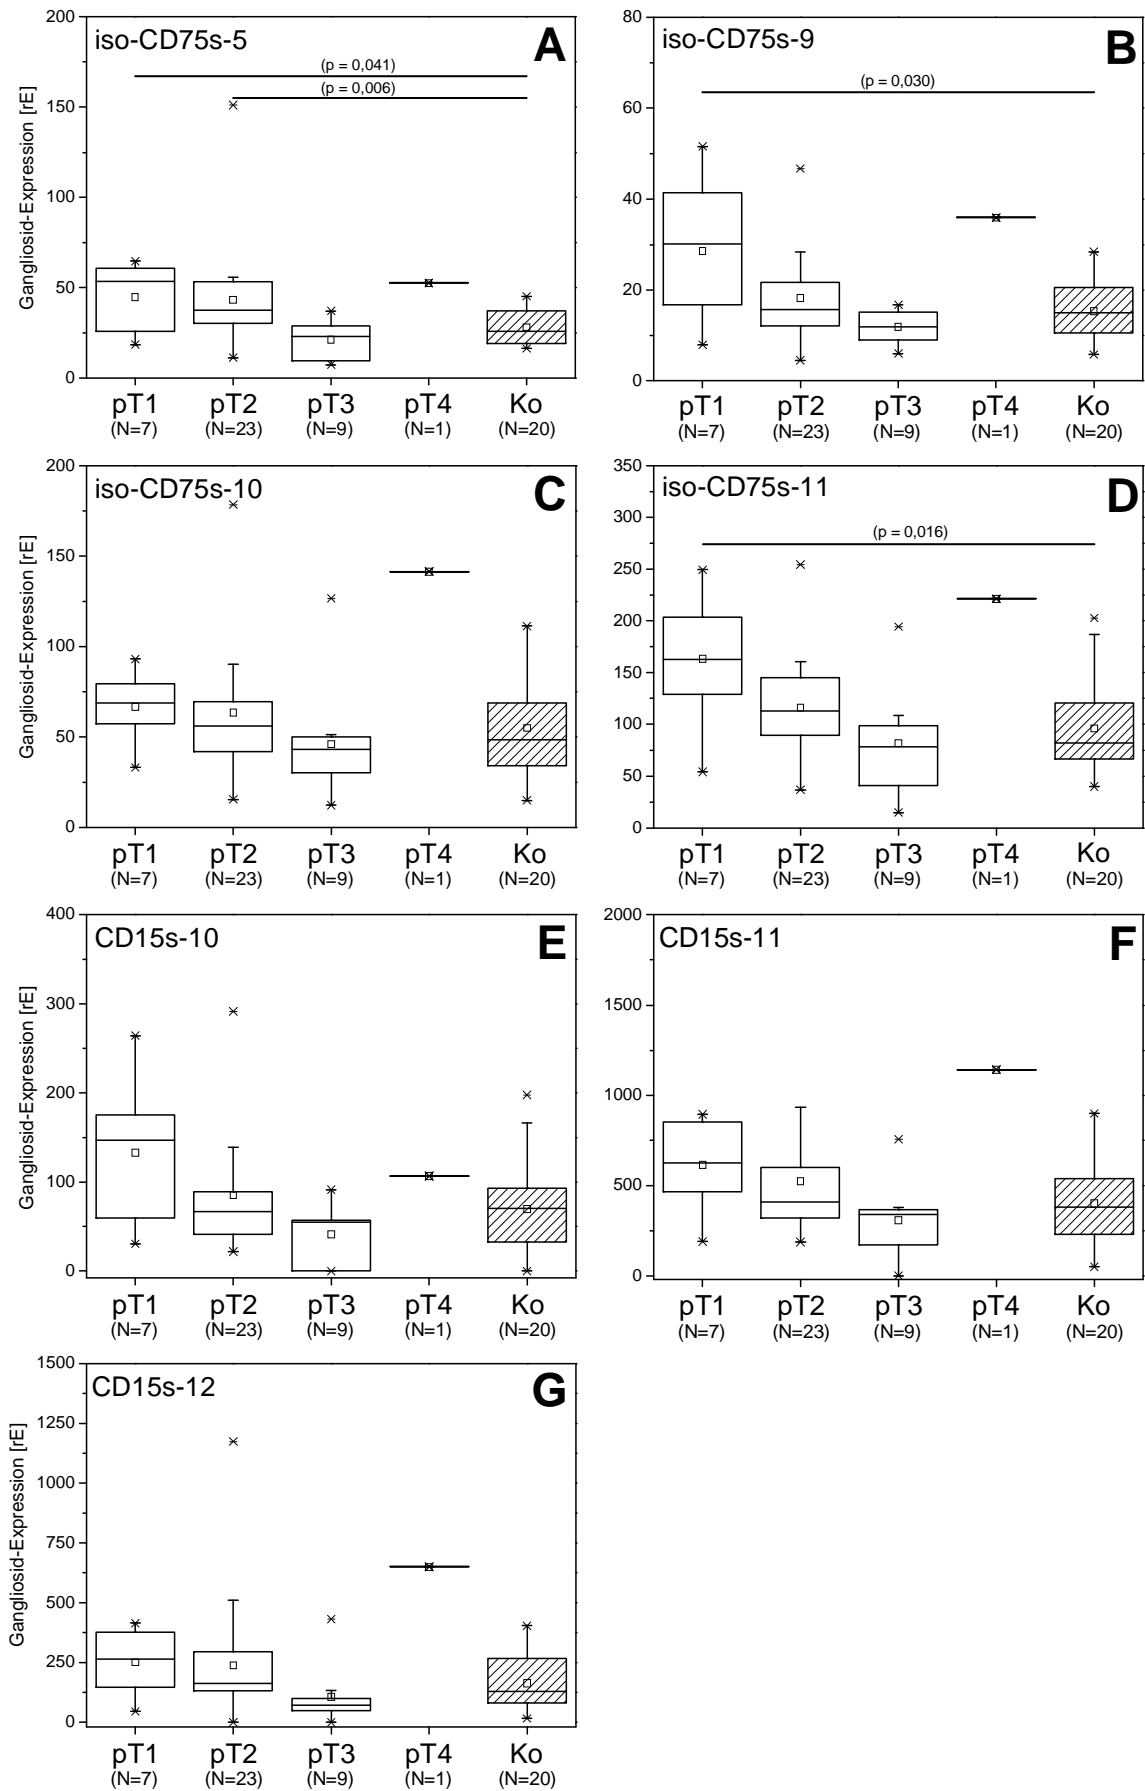 iso-CD75s-5
A
Gangliosid-Expression [rE]
200
150
100
50
0
(p = 0,041)
(p = 0,006)
pT1 pT2 pT3 pT4 Ko
(N=7) (N=23) (N=9) (N=1) (N=20)
iso-CD75s-9
B
80
60
40
20
0
(p = 0,030)
pT1 pT2 pT3 pT4 Ko
(N=7) (N=23) (N=9) (N=1) (N=20)
iso-CD75s-10
C
Gangliosid-Expression [rE]
200
150
100
50
0
pT1 pT2 pT3 pT4 Ko
(N=7) (N=23) (N=9) (N=1) (N=20)
iso-CD75s-11
D
350
300
250
200
150
100
50
0
(p = 0,016)
pT1 pT2 pT3 pT4 Ko
(N=7) (N=23) (N=9) (N=1) (N=20)
CD15s-10
E
Gangliosid-Expression [rE]
400
300
200
100
0
pT1 pT2 pT3 pT4 Ko
(N=7) (N=23) (N=9) (N=1) (N=20)
CD15s-11
F
2000
1500
1000
500
0
pT1 pT2 pT3 pT4 Ko
(N=7) (N=23) (N=9) (N=1) (N=20)
CD15s-12
G
Gangliosid-Expression [rE]
1500
1250
1000
750
500
250
0
pT1 pT2 pT3 pT4 Ko
(N=7) (N=23) (N=9) (N=1) (N=20)